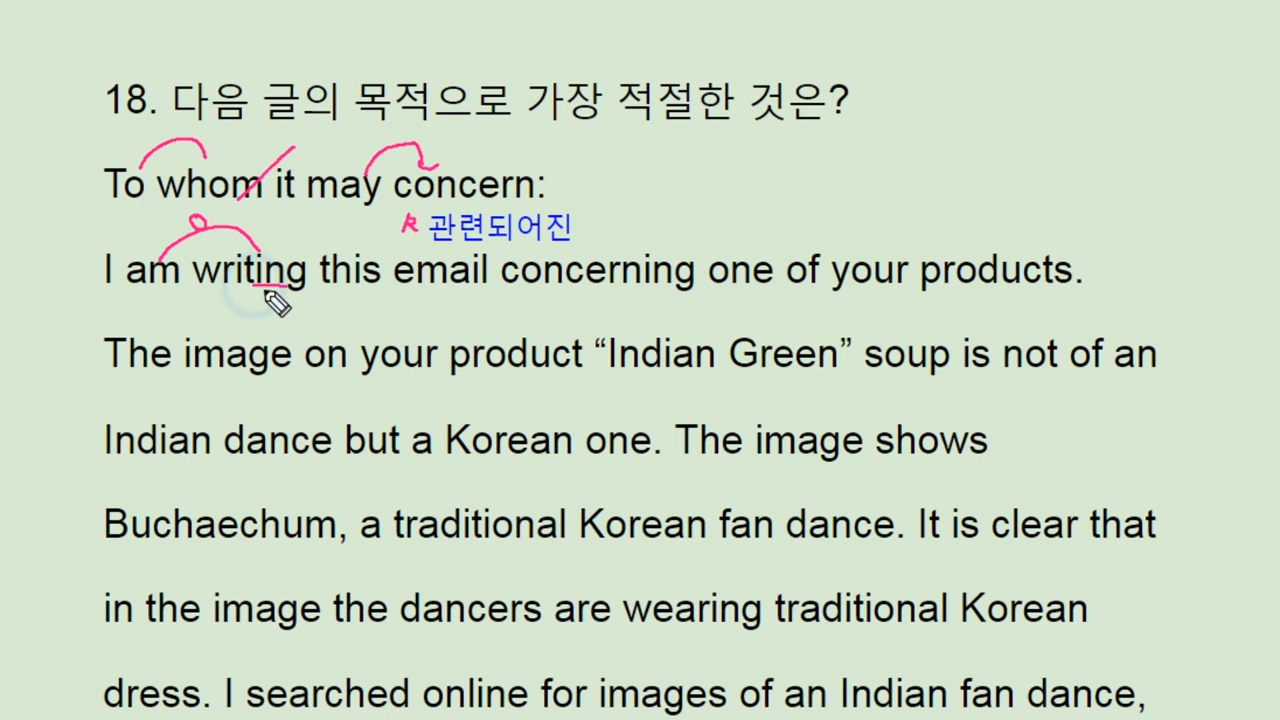 18. 다음 글의 목적으로 가장 적절한 것은?
To whom it may concern:
관련되어진
I am writing this email concerning one of your products.
The image on your product “Indian Green” soup is not of an
Indian dance but a Korean one. The image shows
Buchaechum, a traditional Korean fan dance. It is clear that
in the image the dancers are wearing traditional Korean
dress. I searched online for images of an Indian fan dance,